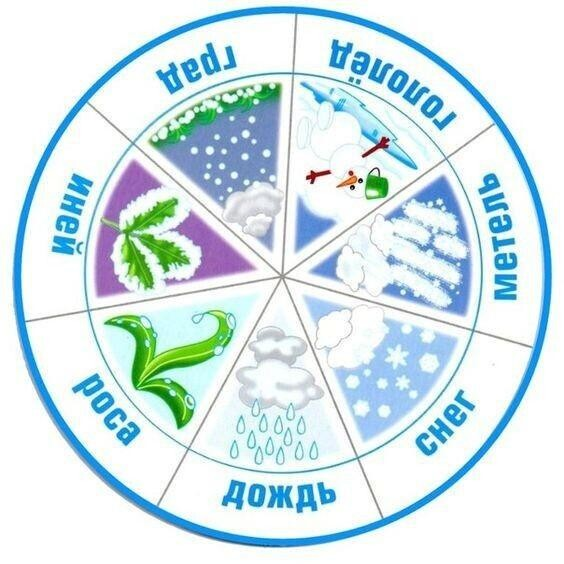 град
гололёд
метель
снег
дождь
роса
иней